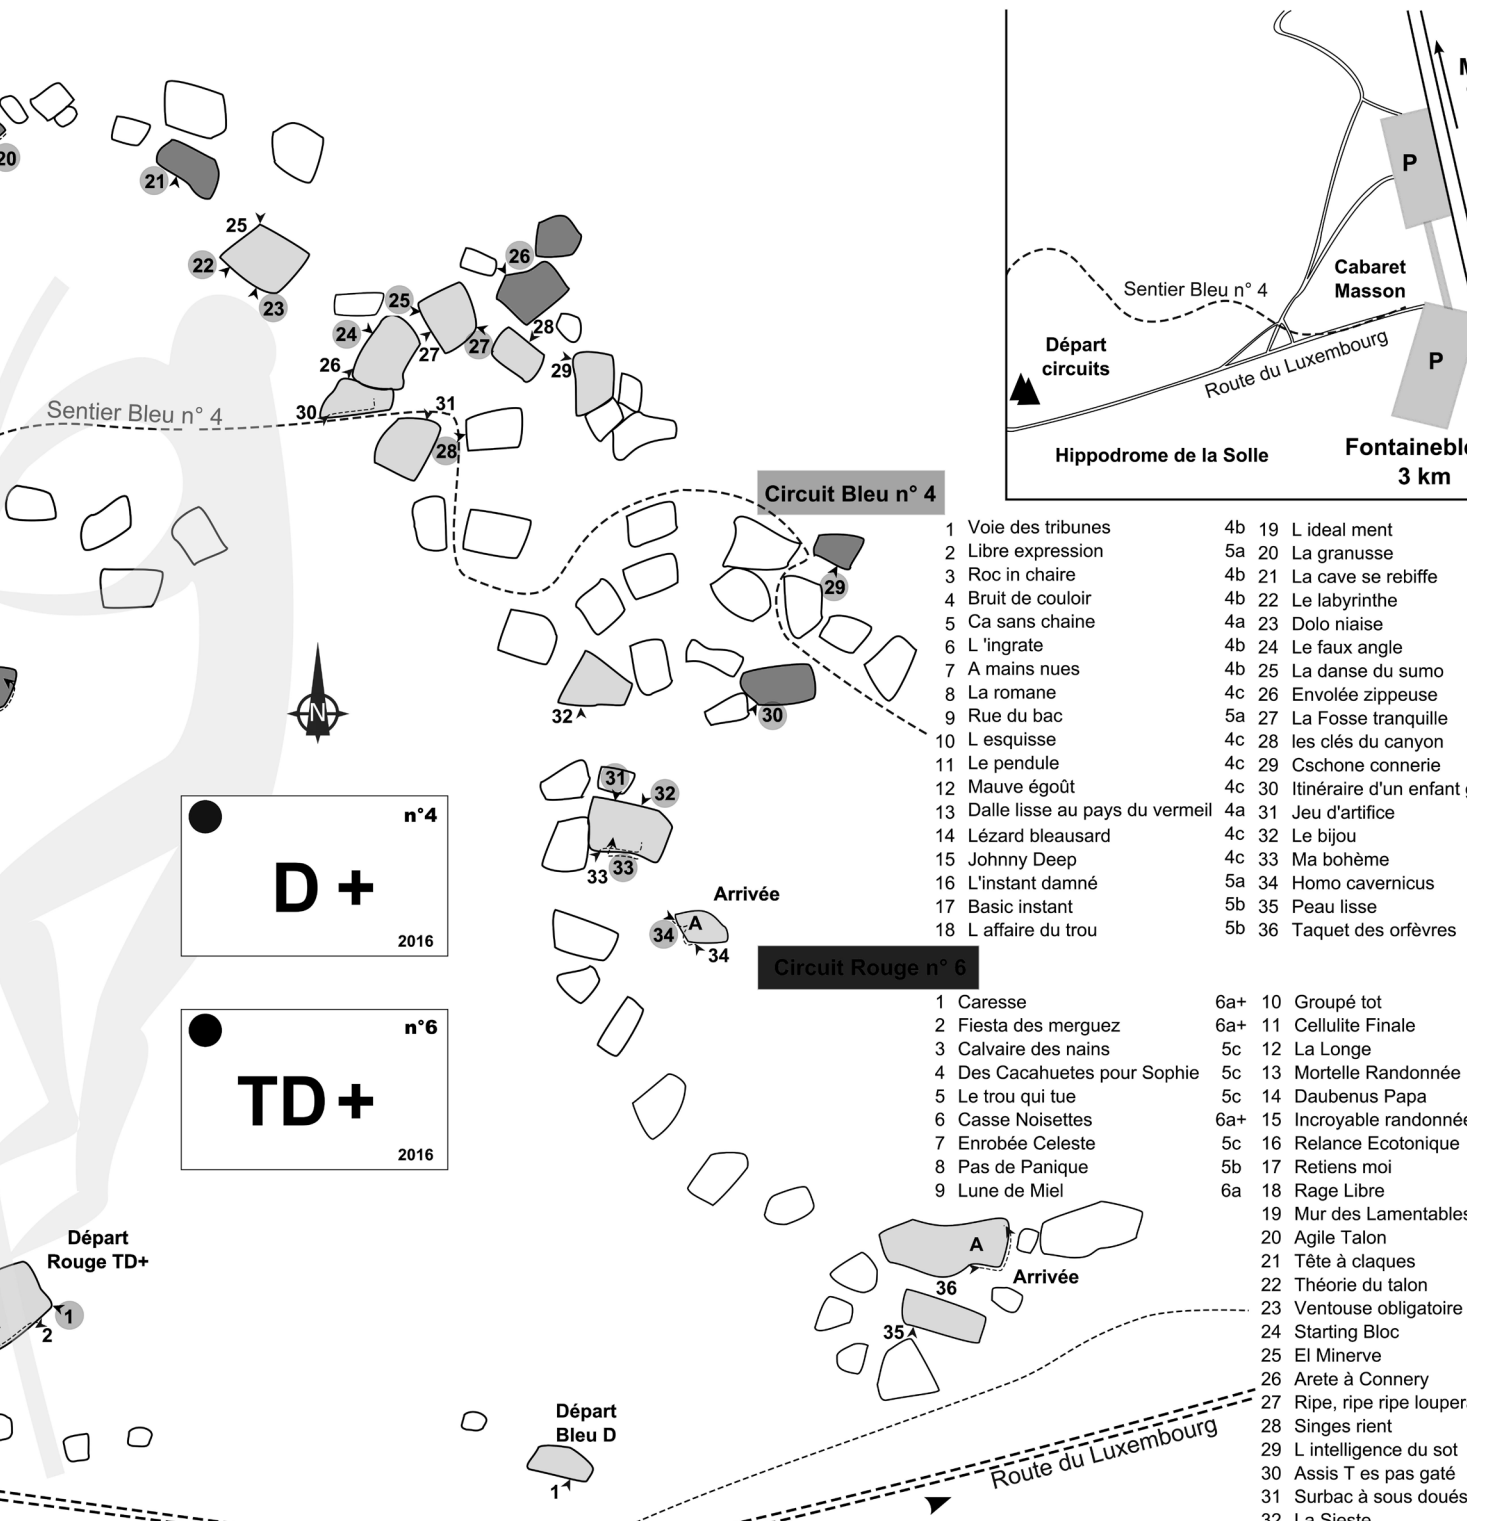 20
21
25
22
23
26
25
24
28
27
27
29
26
30
31
28
Sentier Bleu n° 4
P
Cabaret
Masson
Sentier Bleu n° 4
Départ
circuits
Route du Luxembourg
P
Hippodrome de la Solle
3 km
29
32
30
N
31
32
33
33
Arrivée
A
34
34
n°4
D +
2016
n°6
TD +
2016
Circuit Bleu n° 4
1 Voie des tribunes 4b
2 Libre expression 5a
3 Roc in chaire 4b
4 Bruit de couloir 4b
5 Ca sans chaine 4a
6 L 'ingrate 4b
7 A mains nues 4b
8 La romane 4c
9 Rue du bac 5a
10 L esquisse 4c
11 Le pendule 4c
12 Mauve égoût 4c
13 Dalle lisse au pays du vermeil 4a
14 Lézard bleausard 4c
15 Johnny Deep 4c
16 L'instant damné 5a
17 Basic instant 5b
18 L affaire du trou 5b
19 L ideal ment
20 La granusse
21 La cave se rebiffe
22 Le labyrinthe
23 Dolo niaise
24 Le faux angle
25 La danse du sumo
26 Envolée zippeuse
27 La Fosse tranquille
28 les clés du canyon
29 Cschone connerie
30 Itinéraire d'un enfant
31 Jeu d'artifice
32 Le bijou
33 Ma bohème
34 Homo cavernicus
35 Peau lisse
36 Taquet des orfèvres
Circuit Rouge n° 6
1 Caresse 6a+
2 Fiesta des merguez 6a+
3 Calvaire des nains 5c
4 Des Cacahuetes pour Sophie 5c
5 Le trou qui tue 5c
6 Casse Noisettes 6a+
7 Enrobée Celeste 5c
8 Pas de Panique 5b
9 Lune de Miel 6a
10 Groupé tot
11 Cellulite Finale
12 La Longe
13 Mortelle Randonnée
14 Daubenus Papa
15 Incroyable randonnée
16 Relance Ecotonique
17 Retiens moi
18 Rage Libre
19 Mur des Lamentables
20 Agile Talon
21 Tête à claques
22 Théorie du talon
23 Ventouse obligatoire
24 Starting Bloc
25 El Minerve
26 Arete à Connery
27 Ripe, ripe ripe louper
28 Singes rient
29 L intelligence du sot
30 Assis T es pas gaté
31 Surbac à sous doués
32 La Sieste
Départ
Rouge TD+
1
2
A
Arrivée
36
35
Départ
Bleu D
1
Route du Luxembourg